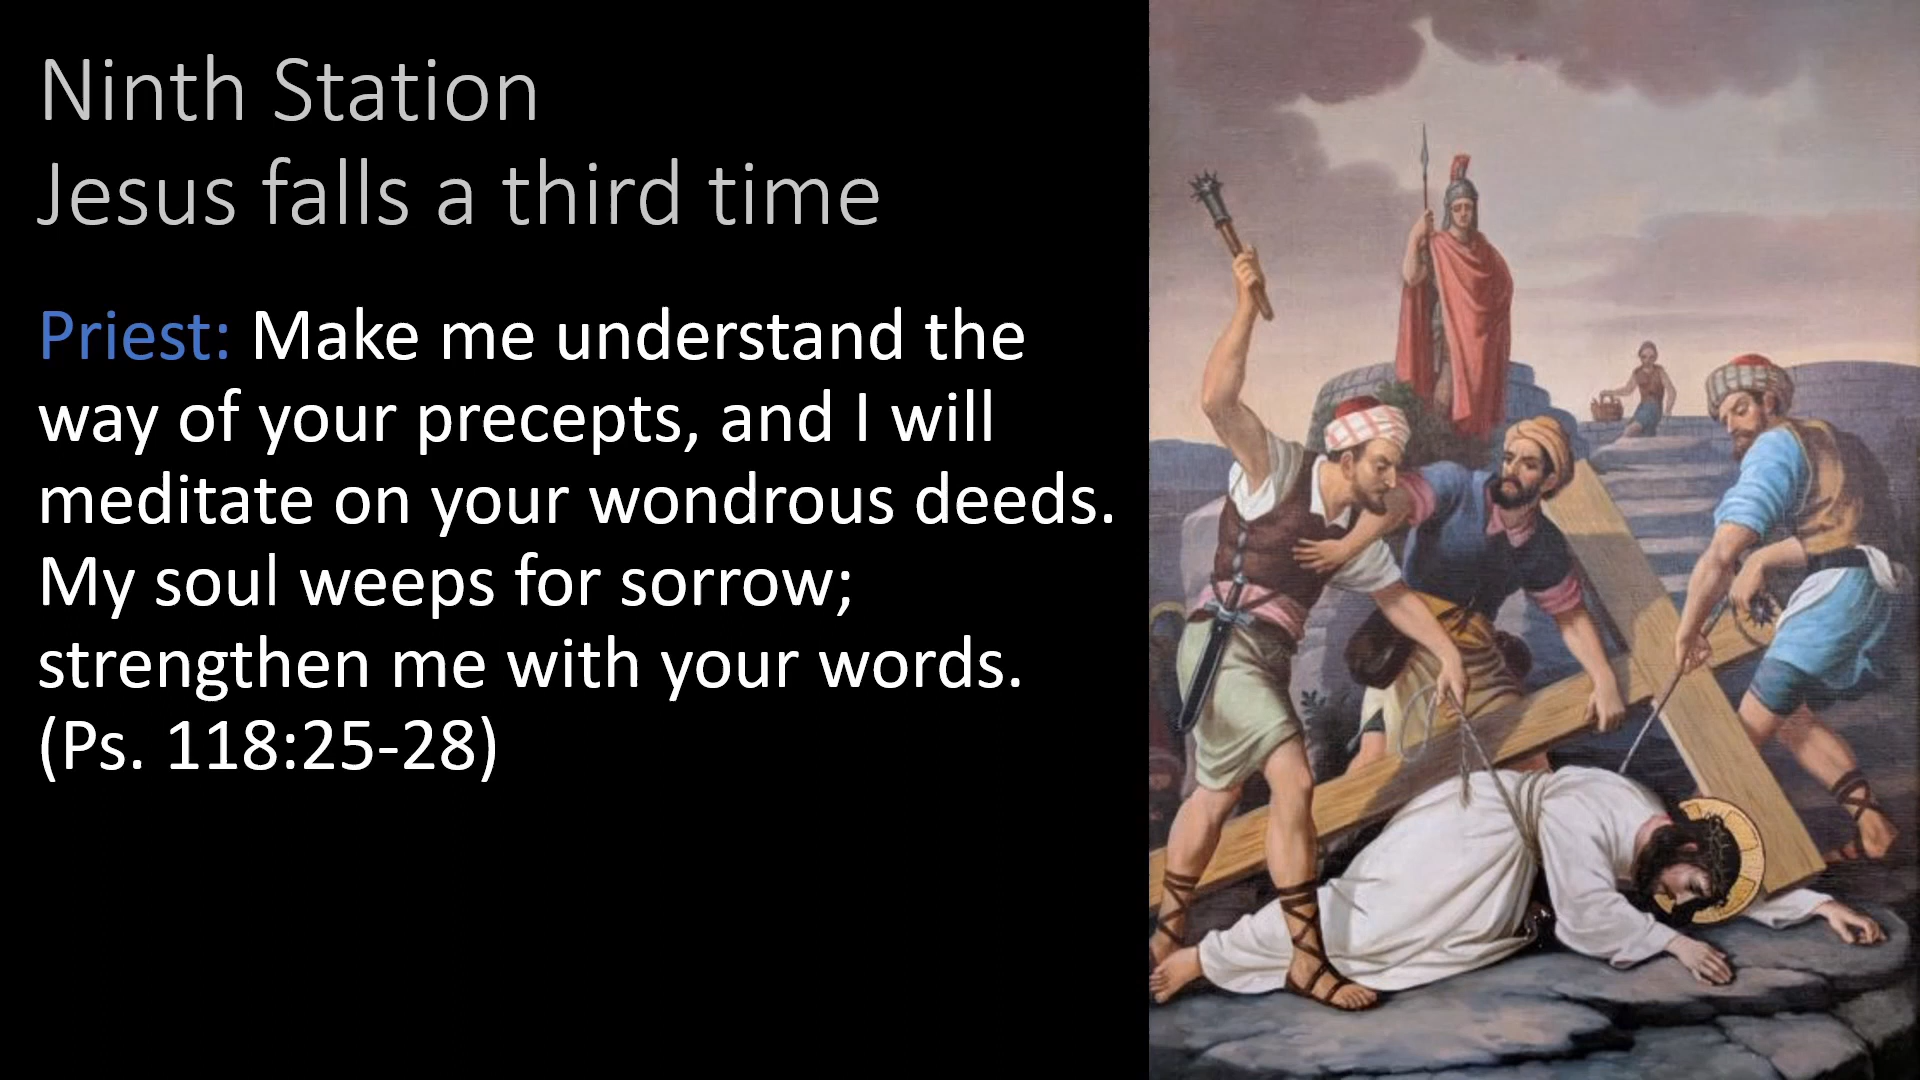 Ninth Station
Jesus falls a third time
Priest: Make me understand the
way of your precepts, and I will
meditate on your wondrous deeds.
My soul weeps for sorrow;
strengthen me with your words.
(Ps. 118:25-28)